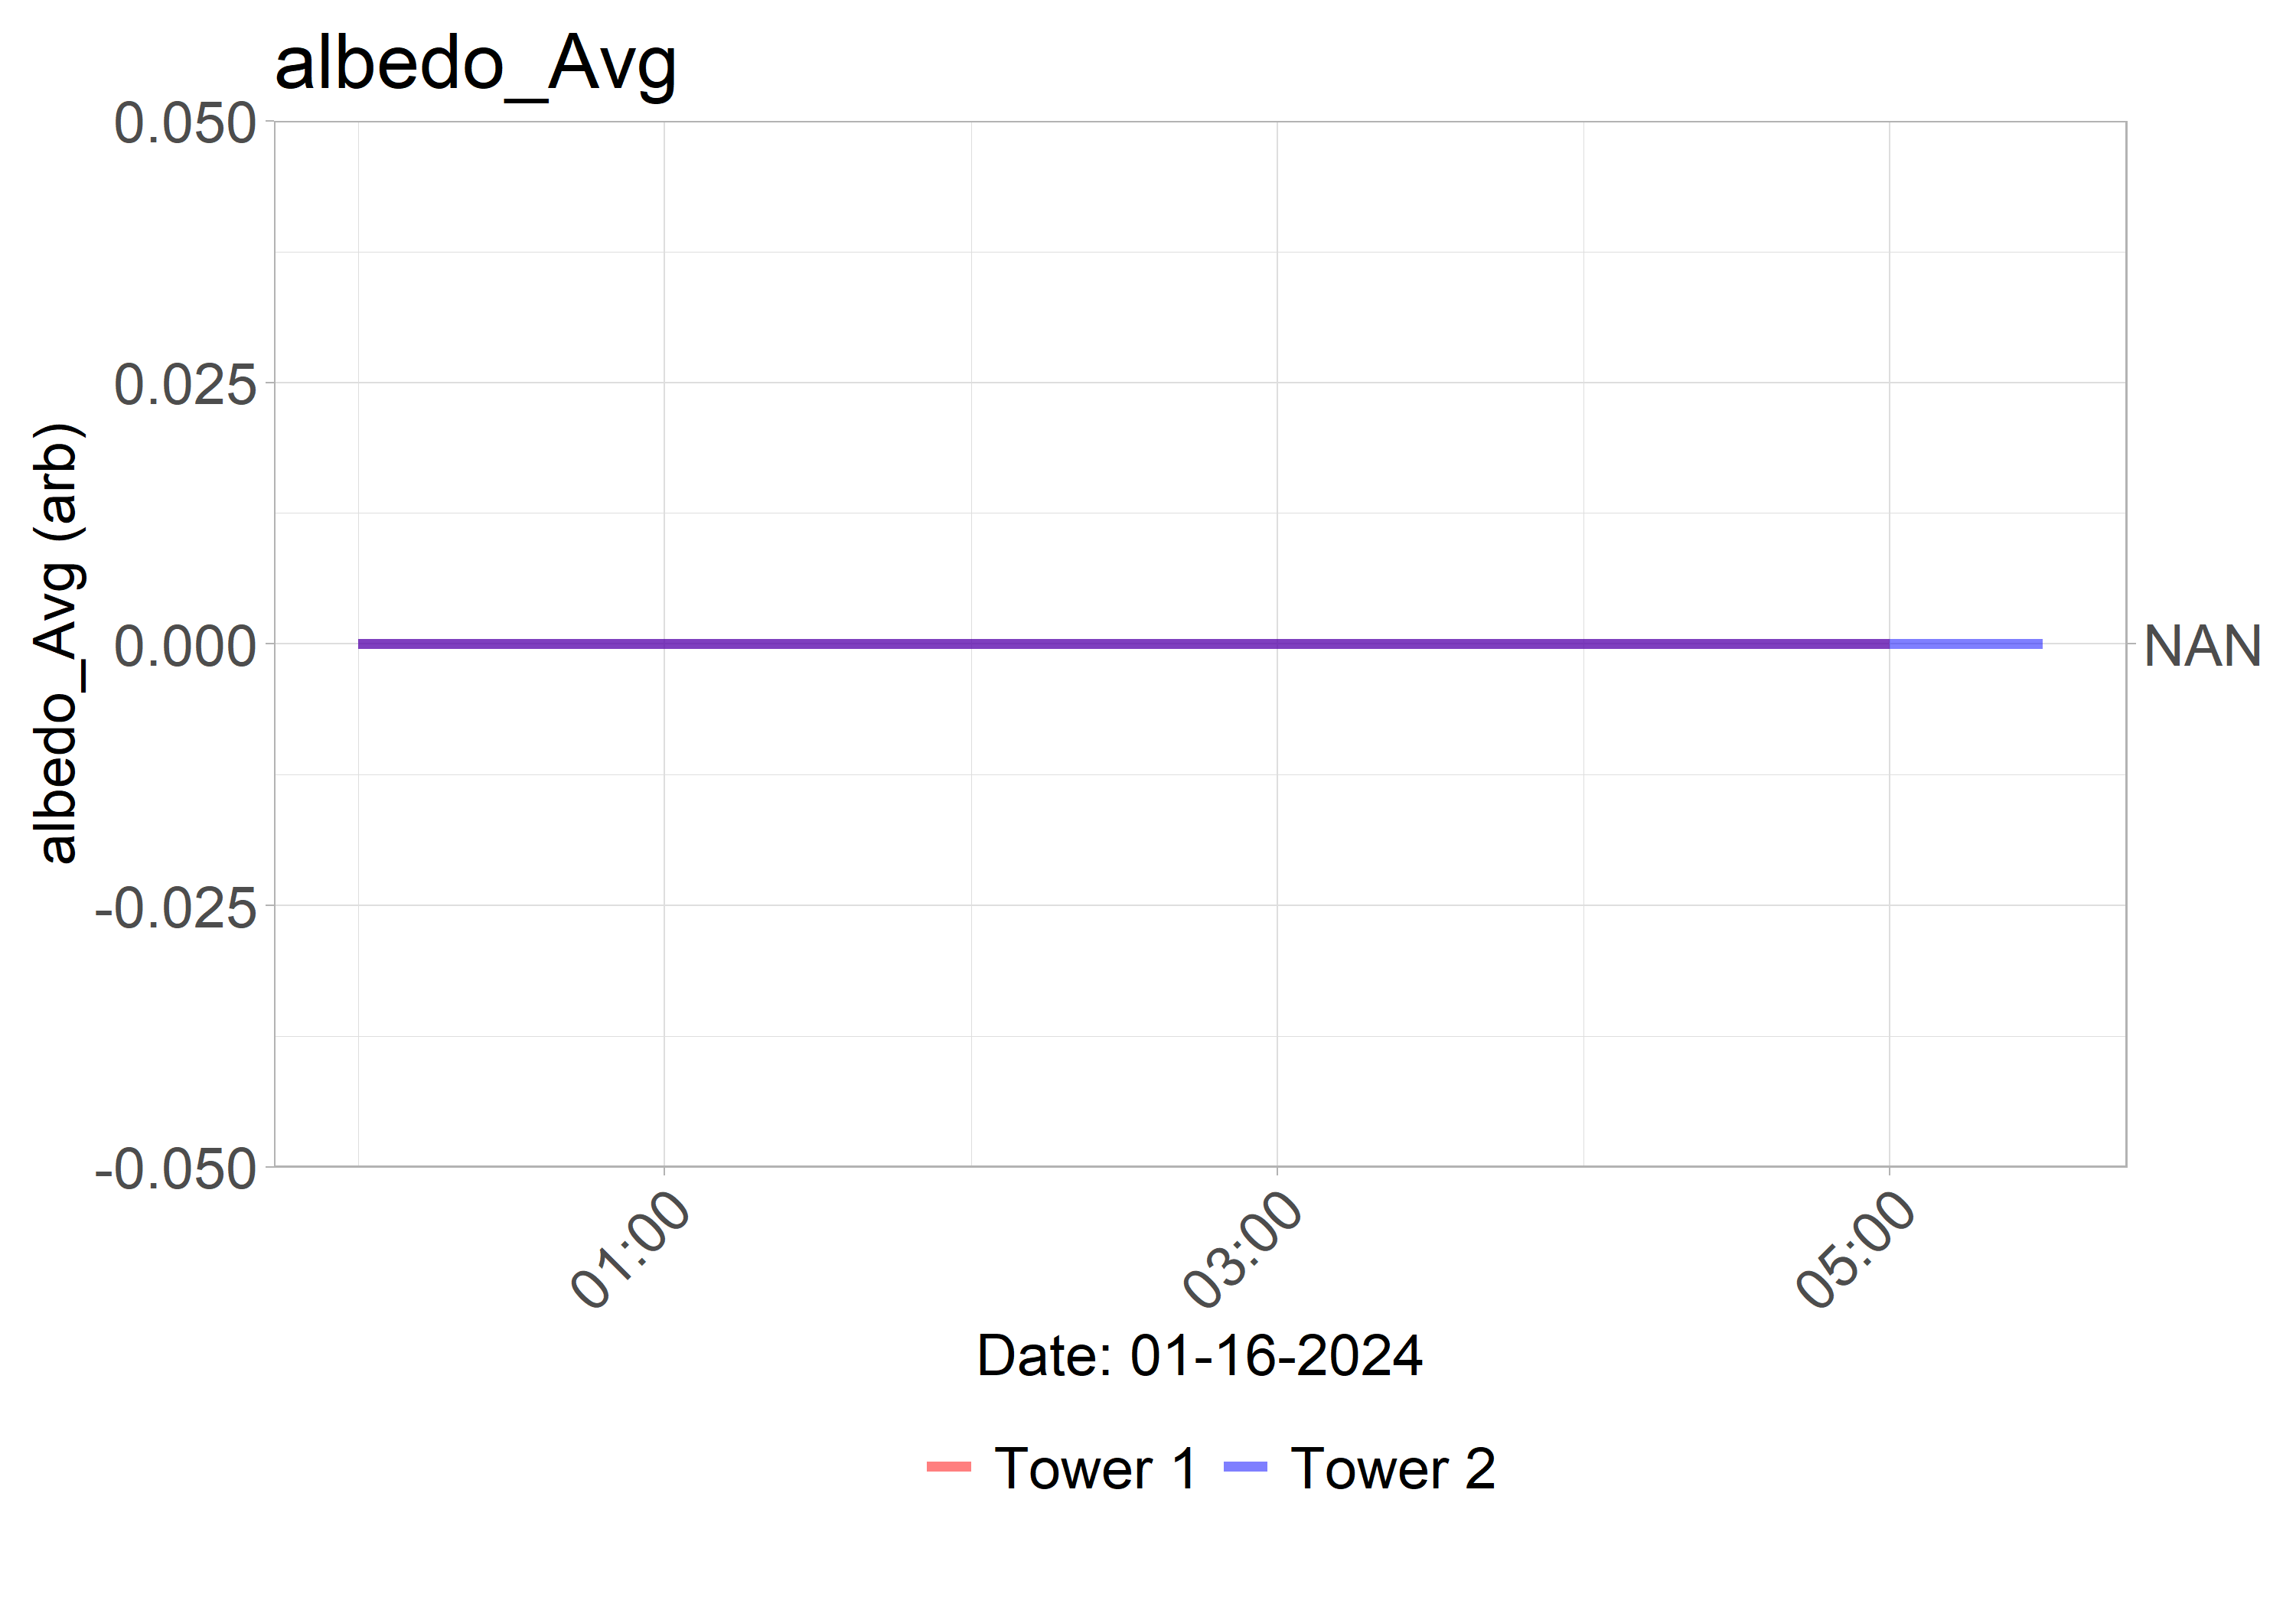 albedo_Avg
albedo_Avg (arb)
0.050
0.025
0.000
-0.025
-0.050
NAN
01:00
03:00
05:00
Date: 01-16-2024
Tower 1
Tower 2